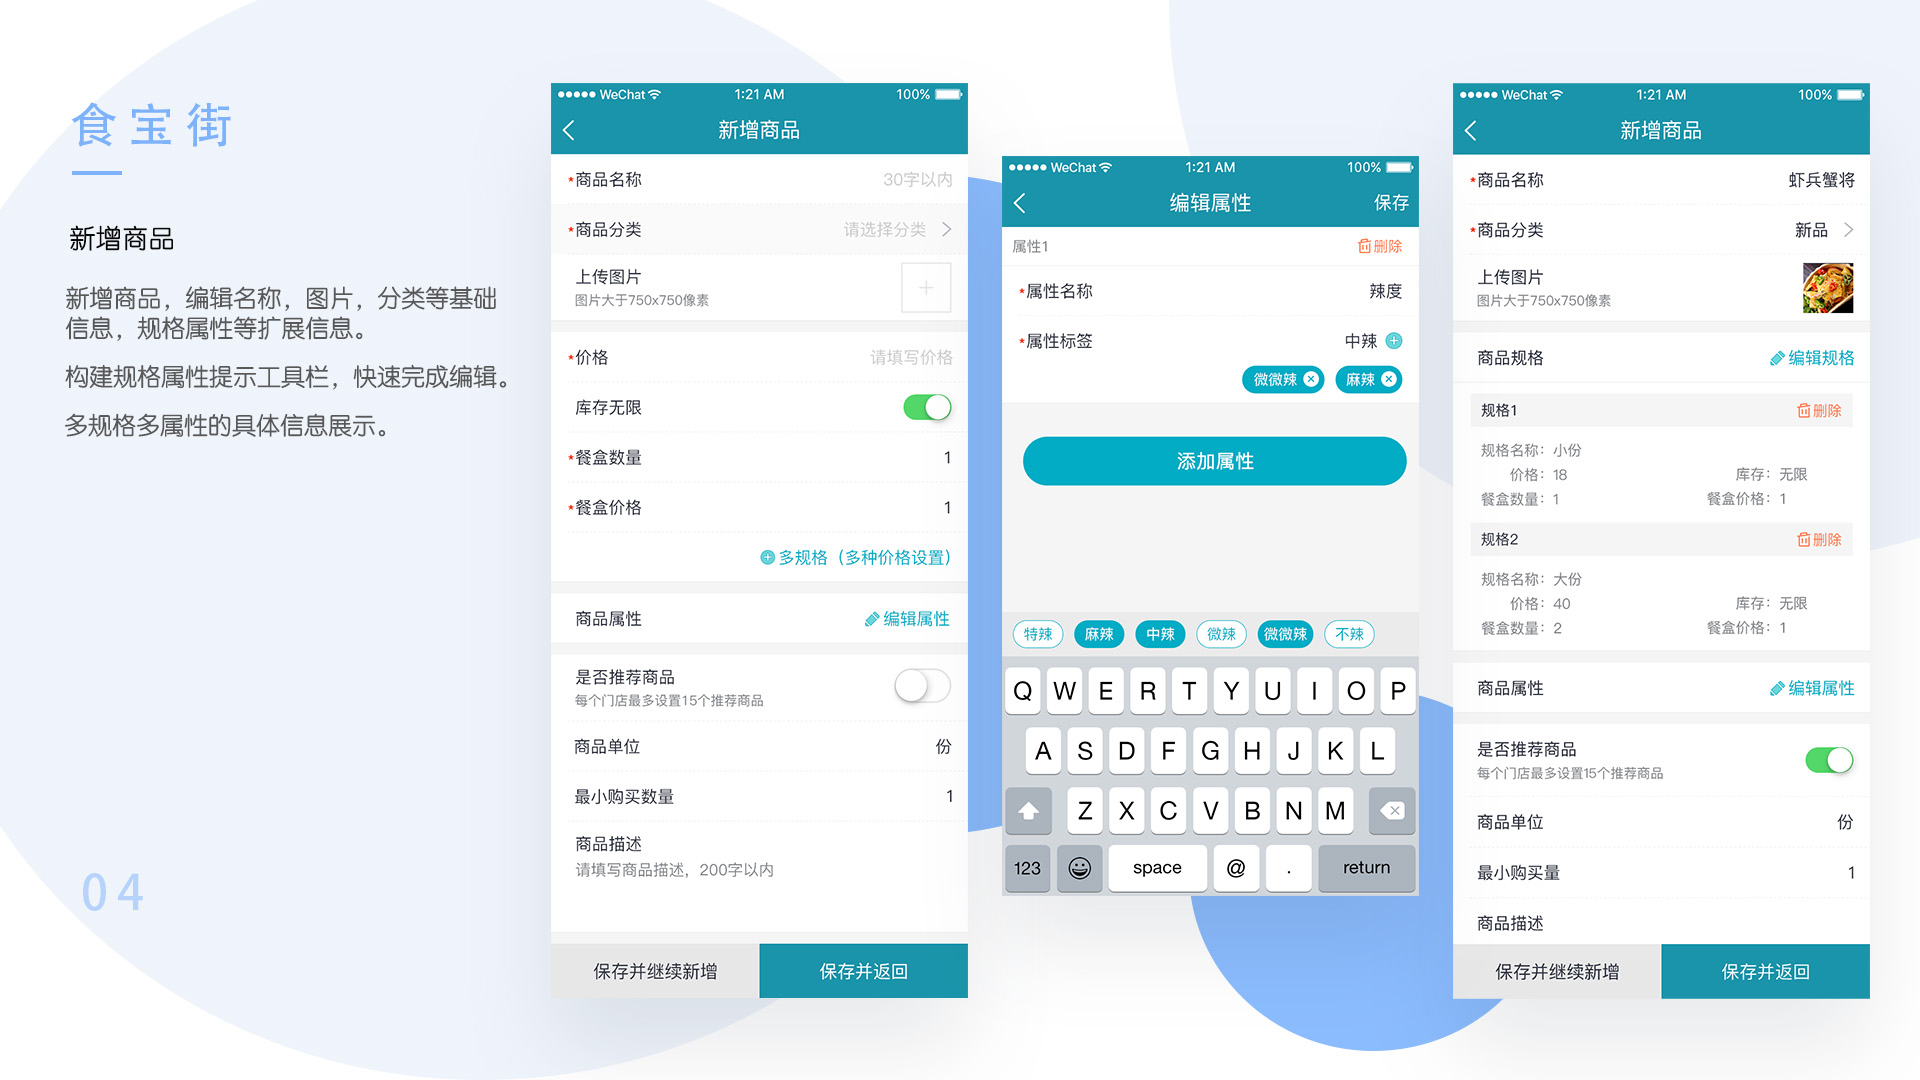 食宝街
新增商品
新增商品，编辑名称，图片，分类等基础
信息，规格属性等扩展信息。
构建规格属性提示工具栏，快速完成编辑。
多规格多属性的具体信息展示。
04
WeChat 1:21 AM 100%
新增商品
*商品名称 30字以内
*商品分类 请选择分类
上传图片
图片大于750x750像素
*价格 请填写价格
库存无限
*餐盒数量 1
*餐盒价格 1
多规格（多种价格设置）
商品属性 编辑属性
是否推荐商品
每个门店最多设置15个推荐商品
商品单位 份
最小购买数量 1
商品描述
请填写商品描述，200字以内
保存并继续新增 保存并返回
WeChat 1:21 AM 100%
编辑属性 保存
属性1 删除
*属性名称 辣度
*属性标签 中辣
微微辣 麻辣
添加属性
特辣 麻辣 中辣 微辣 微微辣 不辣
Q W E R T Y U I O P
A S D F G H J K L
Z X C V B N M
123 space @ . return
WeChat 1:21 AM 100%
新增商品
*商品名称 虾兵蟹将
*商品分类 新品
上传图片
图片大于750x750像素
商品规格 编辑规格
规格1 删除
规格名称：小份
价格：18 库存：无限
餐盒数量：1 餐盒价格：1
规格2 删除
规格名称：大份
价格：40 库存：无限
餐盒数量：2 餐盒价格：1
商品属性 编辑属性
是否推荐商品
每个门店最多设置15个推荐商品
商品单位 份
最小购买量 1
商品描述
保存并继续新增 保存并返回